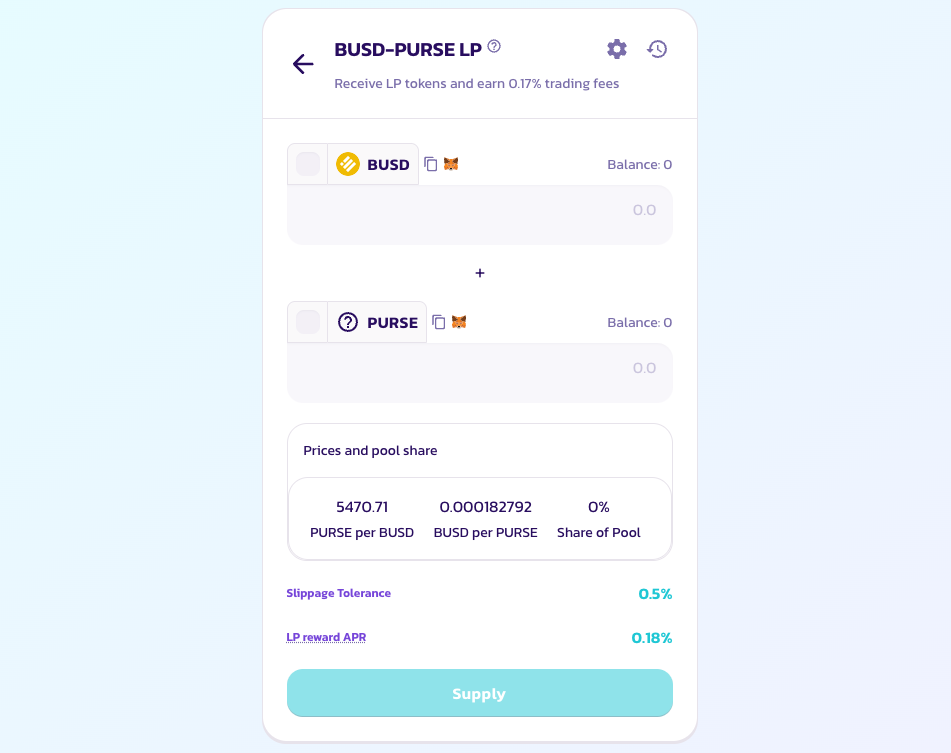 BUSD-PURSE LP
Receive LP tokens and earn 0.17% trading fees
BUSD
Balance: 0
0.0
+
PURSE
Balance: 0
0.0
Prices and pool share
5470.71 0.000182792 0%
PURSE per BUSD BUSD per PURSE Share of Pool
Slippage Tolerance 0.5%
LP reward APR 0.18%
Supply